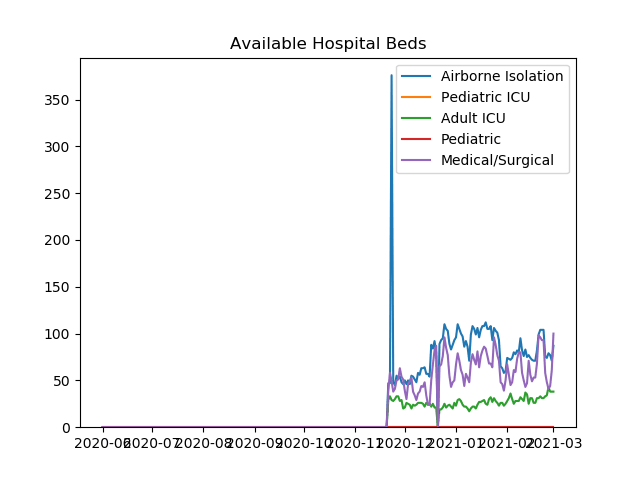 Available Hospital Beds
Airborne Isolation
Pediatric ICU
Adult ICU
Pediatric
Medical/Surgical
350
300
250
200
150
100
50
0
2020-06 2020-07 2020-08 2020-09 2020-10 2020-11 2020-12 2021-01 2021-02 2021-03